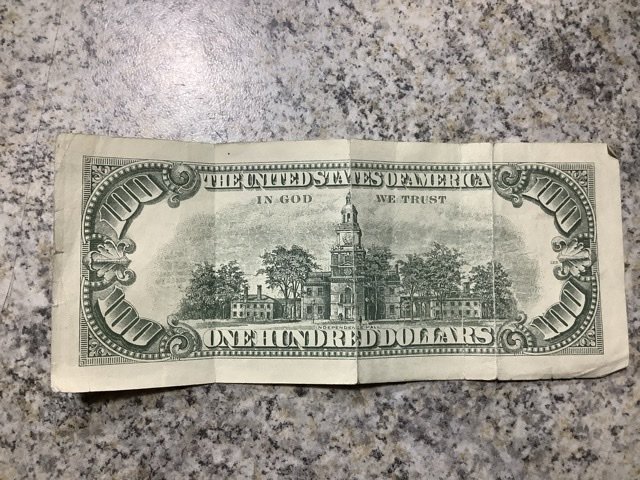 THE UNITED STATES OF AMERICA
IN GOD WE TRUST
100 100
100 100
INDEPENDENCE HALL
ONE HUNDRED DOLLARS